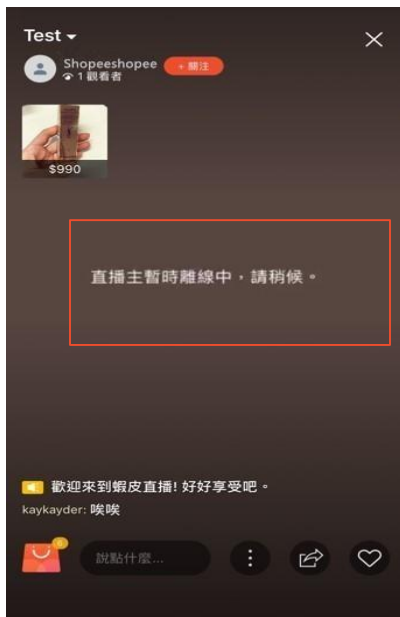 Test
Shopeeshopee
+ 關注
1 觀看者
$990
直播主暫時離線中，請稍候。
歡迎來到蝦皮直播! 好好享受吧。
kaykayder: 唉唉
說點什麼...